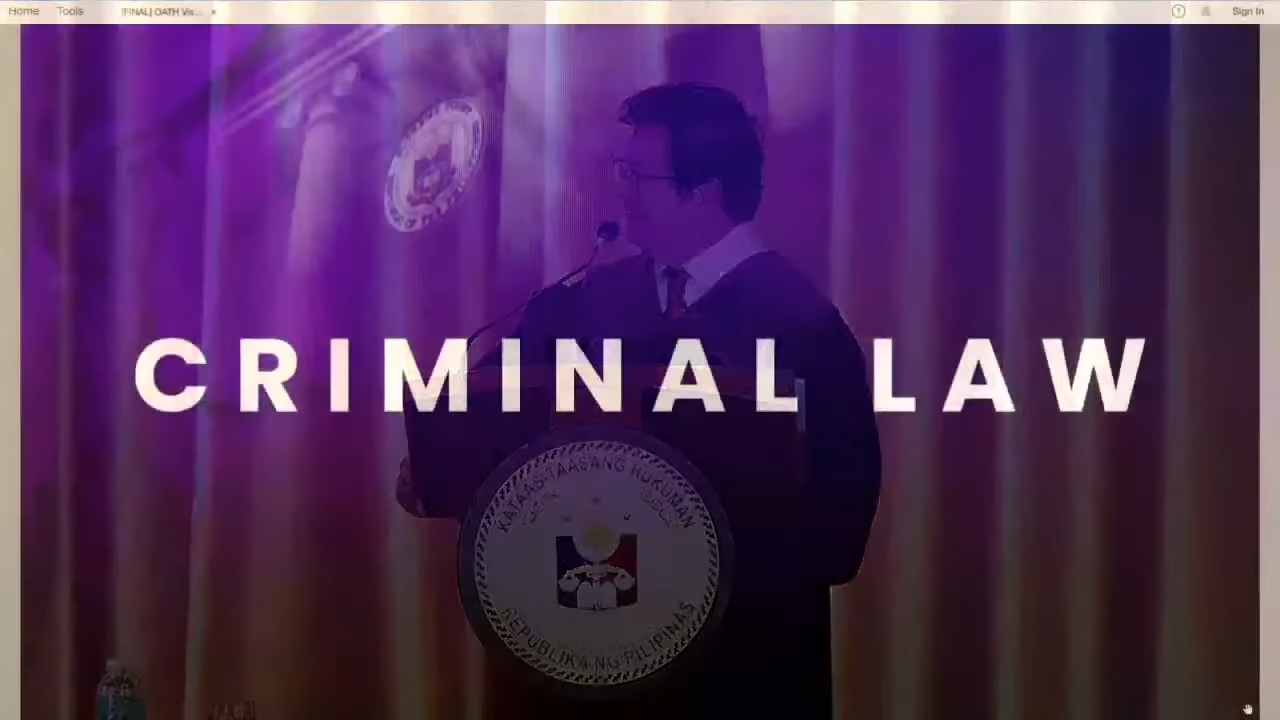 Home Tools [FINAL] OATH Vis... × Sign In
CRIMINAL LAW
KATAAS-TAASANG HUKUMAN
REPUBLIKA NG PILIPINAS